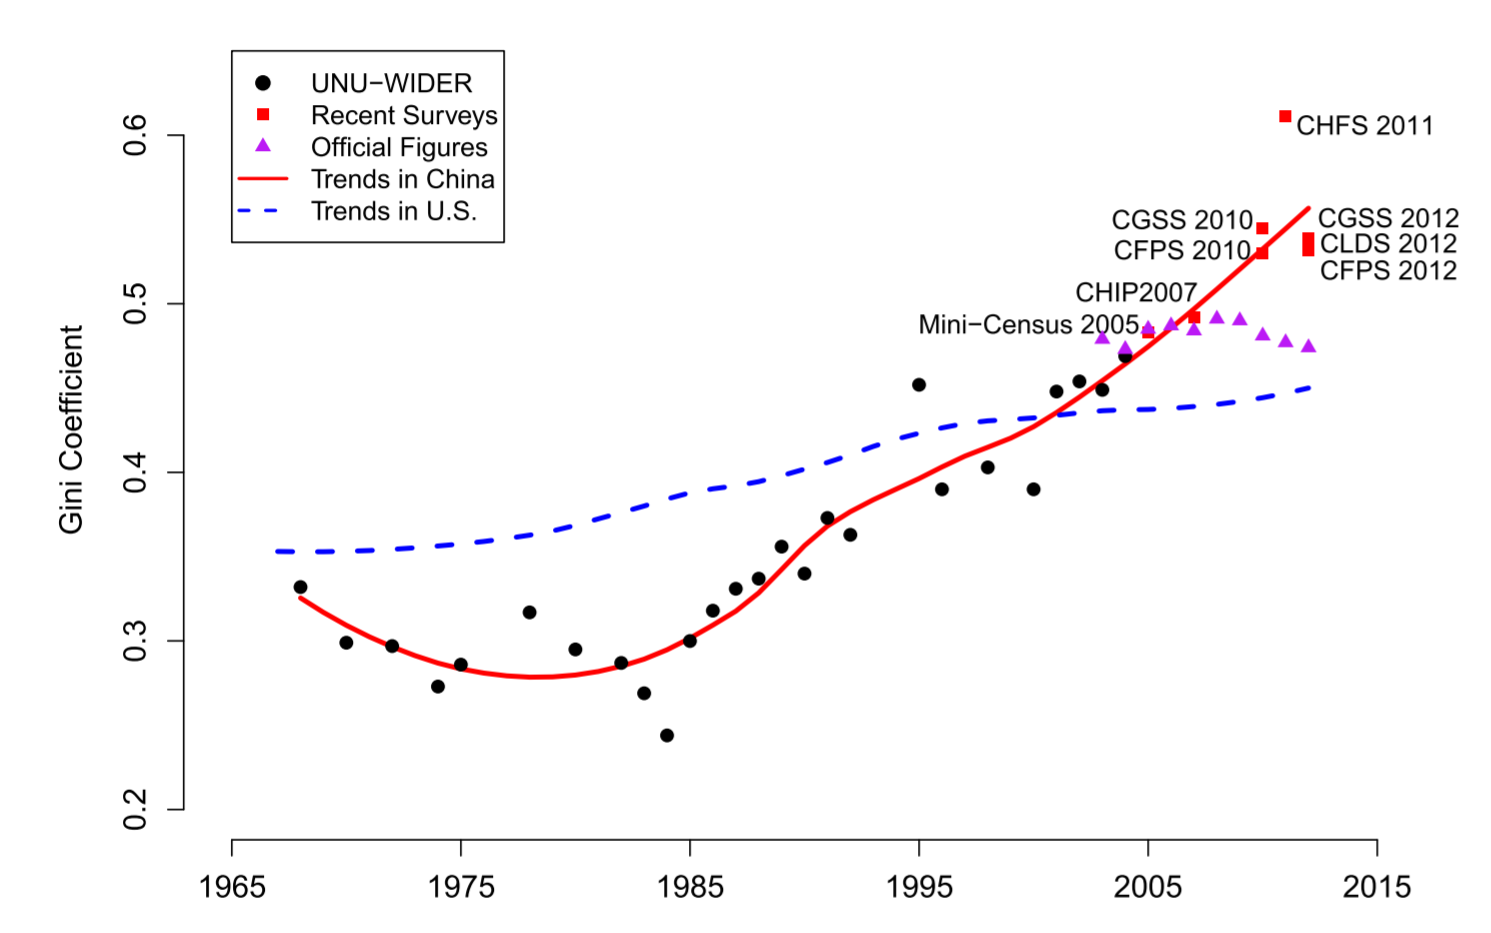 UNU−WIDER
Recent Surveys
Official Figures
Trends in China
Trends in U.S.
Gini Coefficient
0.6
0.5
0.4
0.3
0.2
CHFS 2011
CGSS 2010
CGSS 2012
CFPS 2010
CLDS 2012
CFPS 2012
CHIP2007
Mini−Census 2005
1965
1975
1985
1995
2005
2015